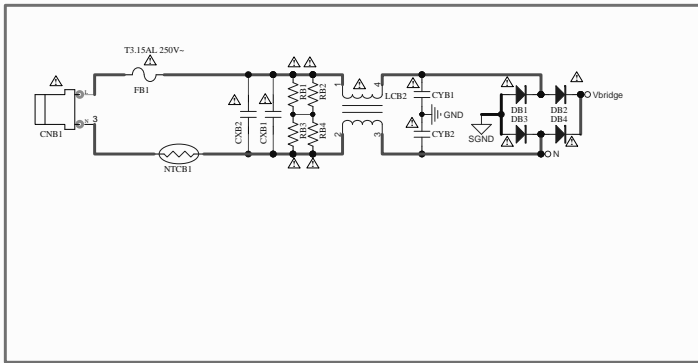 T3.15AL 250V~
FB1
L
N
3
CNB1
NTCB1
CXB2
CXB1
RB1
RB2
RB3
RB4
1
4
LCB2
2
3
CYB1
GND
CYB2
SGND
DB1
DB3
DB2
DB4
Vbridge
N